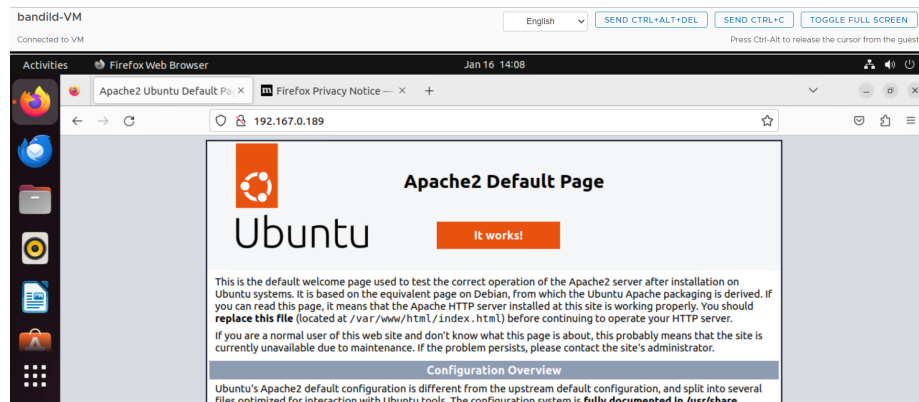 bandild-VM
English
SEND CTRL+ALT+DEL
SEND CTRL+C
TOGGLE FULL SCREEN
Connected to VM
Press Ctrl-Alt to release the cursor from the guest
Activities
Firefox Web Browser
Jan 16 14:08
Apache2 Ubuntu Default Pa
m
Firefox Privacy Notice —
192.167.0.189
Apache2 Default Page
Ubuntu
It works!
This is the default welcome page used to test the correct operation of the Apache2 server after installation on
Ubuntu systems. It is based on the equivalent page on Debian, from which the Ubuntu Apache packaging is derived. If
you can read this page, it means that the Apache HTTP server installed at this site is working properly. You should
replace this file (located at /var/www/html/index.html) before continuing to operate your HTTP server.
If you are a normal user of this web site and don't know what this page is about, this probably means that the site is
currently unavailable due to maintenance. If the problem persists, please contact the site's administrator.
Configuration Overview
Ubuntu's Apache2 default configuration is different from the upstream default configuration, and split into several
files optimized for interaction with Ubuntu tools. The configuration system is fully documented in /usr/share